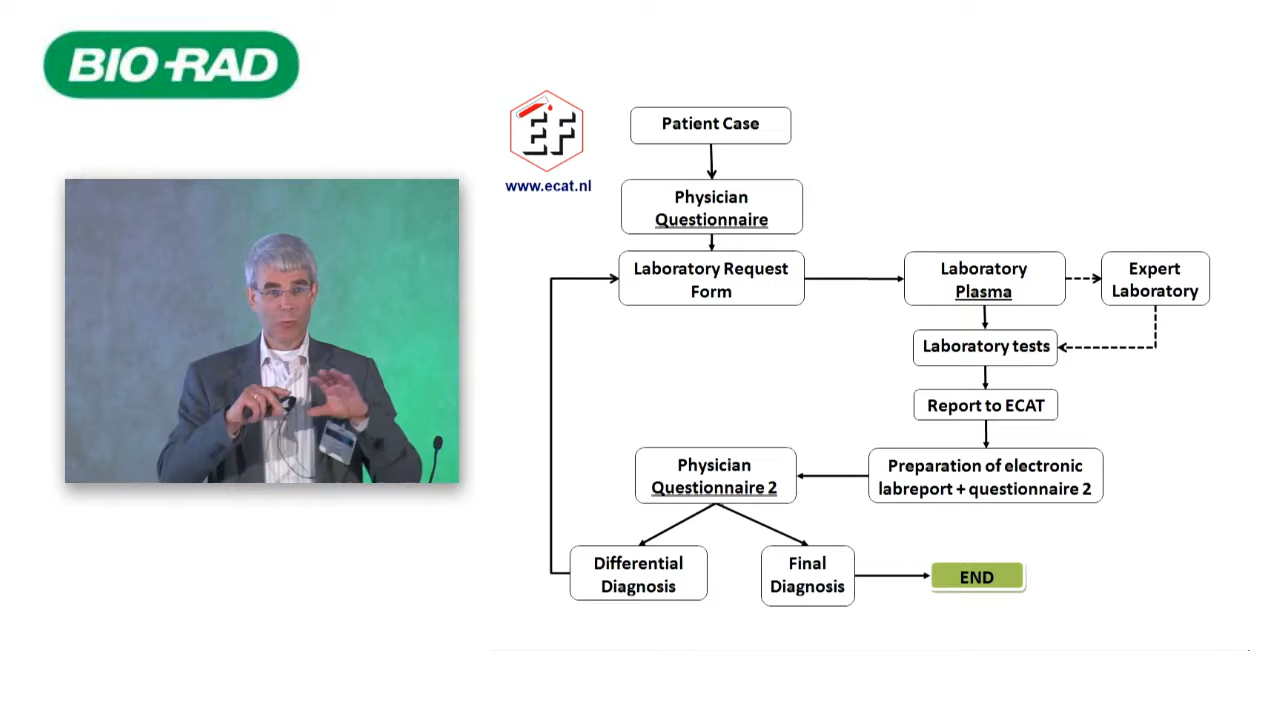 BIO-RAD
EF
www.ecat.nl
Patient Case
Physician
Questionnaire
Laboratory Request
Form
Laboratory
Plasma
Expert
Laboratory
Laboratory tests
Report to ECAT
Preparation of electronic
labreport + questionnaire 2
Physician
Questionnaire 2
Differential
Diagnosis
Final
Diagnosis
END